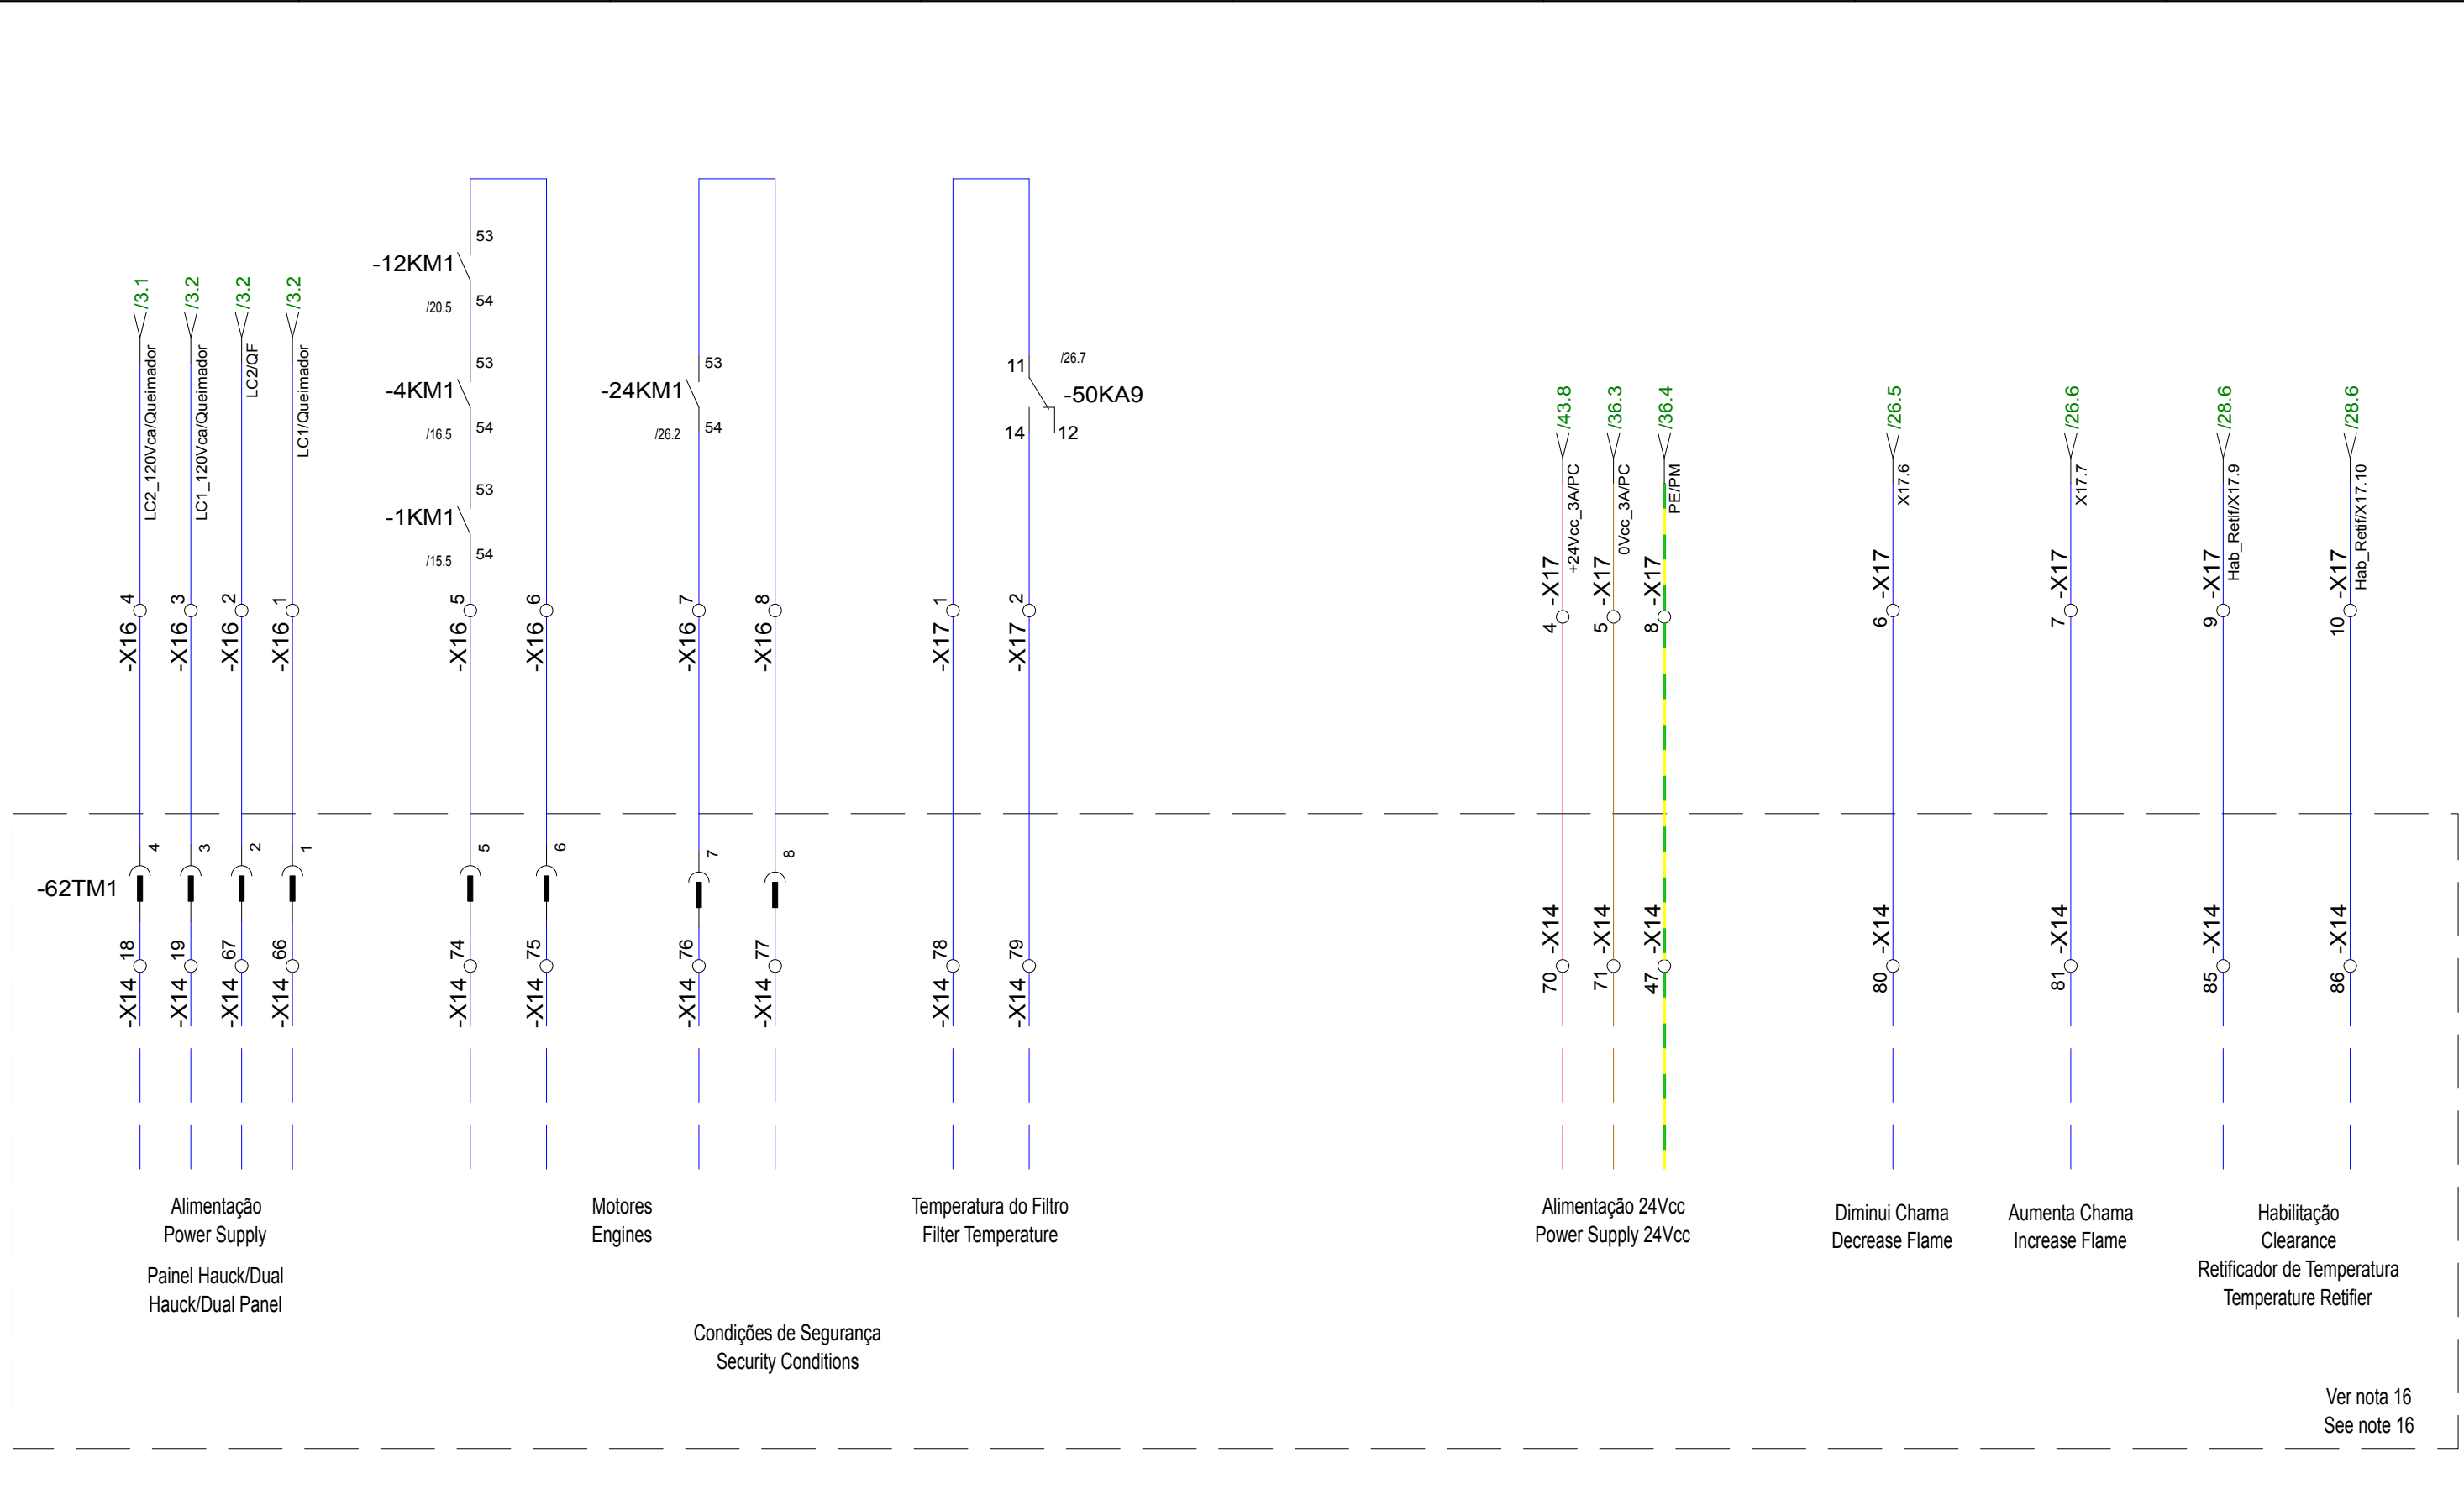 /3.1
/3.2
/3.2
/3.2
LC2_120Vca/Queimador
LC1_120Vca/Queimador
LC2/QF
LC1/Queimador
53
-12KM1
/20.5
54
53
-4KM1
/16.5
54
53
-1KM1
/15.5
54
53
-24KM1
/26.2
54
11
/26.7
-50KA9
14
12
/43.8
/36.3
/36.4
+24Vcc_3A/PC
0Vcc_3A/PC
PE/PM
/26.5
X17.6
/26.6
X17.7
/28.6
Hab_Retif/X17.9
/28.6
Hab_Retif/X17.10
-X16 4
-X16 3
-X16 2
-X16 1
-X16 5
-X16 6
-X16 7
-X16 8
-X17 1
-X17 2
4 -X17
5 -X17
8 -X17
6 -X17
7 -X17
9 -X17
10 -X17
-62TM1
4
3
2
1
5
6
7
8
-X14 18
-X14 19
-X14 67
-X14 66
-X14 74
-X14 75
-X14 76
-X14 77
-X14 78
-X14 79
70 -X14
71 -X14
47 -X14
80 -X14
81 -X14
85 -X14
86 -X14
Alimentação
Power Supply
Painel Hauck/Dual
Hauck/Dual Panel
Motores
Engines
Temperatura do Filtro
Filter Temperature
Condições de Segurança
Security Conditions
Alimentação 24Vcc
Power Supply 24Vcc
Diminui Chama
Decrease Flame
Aumenta Chama
Increase Flame
Habilitação
Clearance
Retificador de Temperatura
Temperature Retifier
Ver nota 16
See note 16